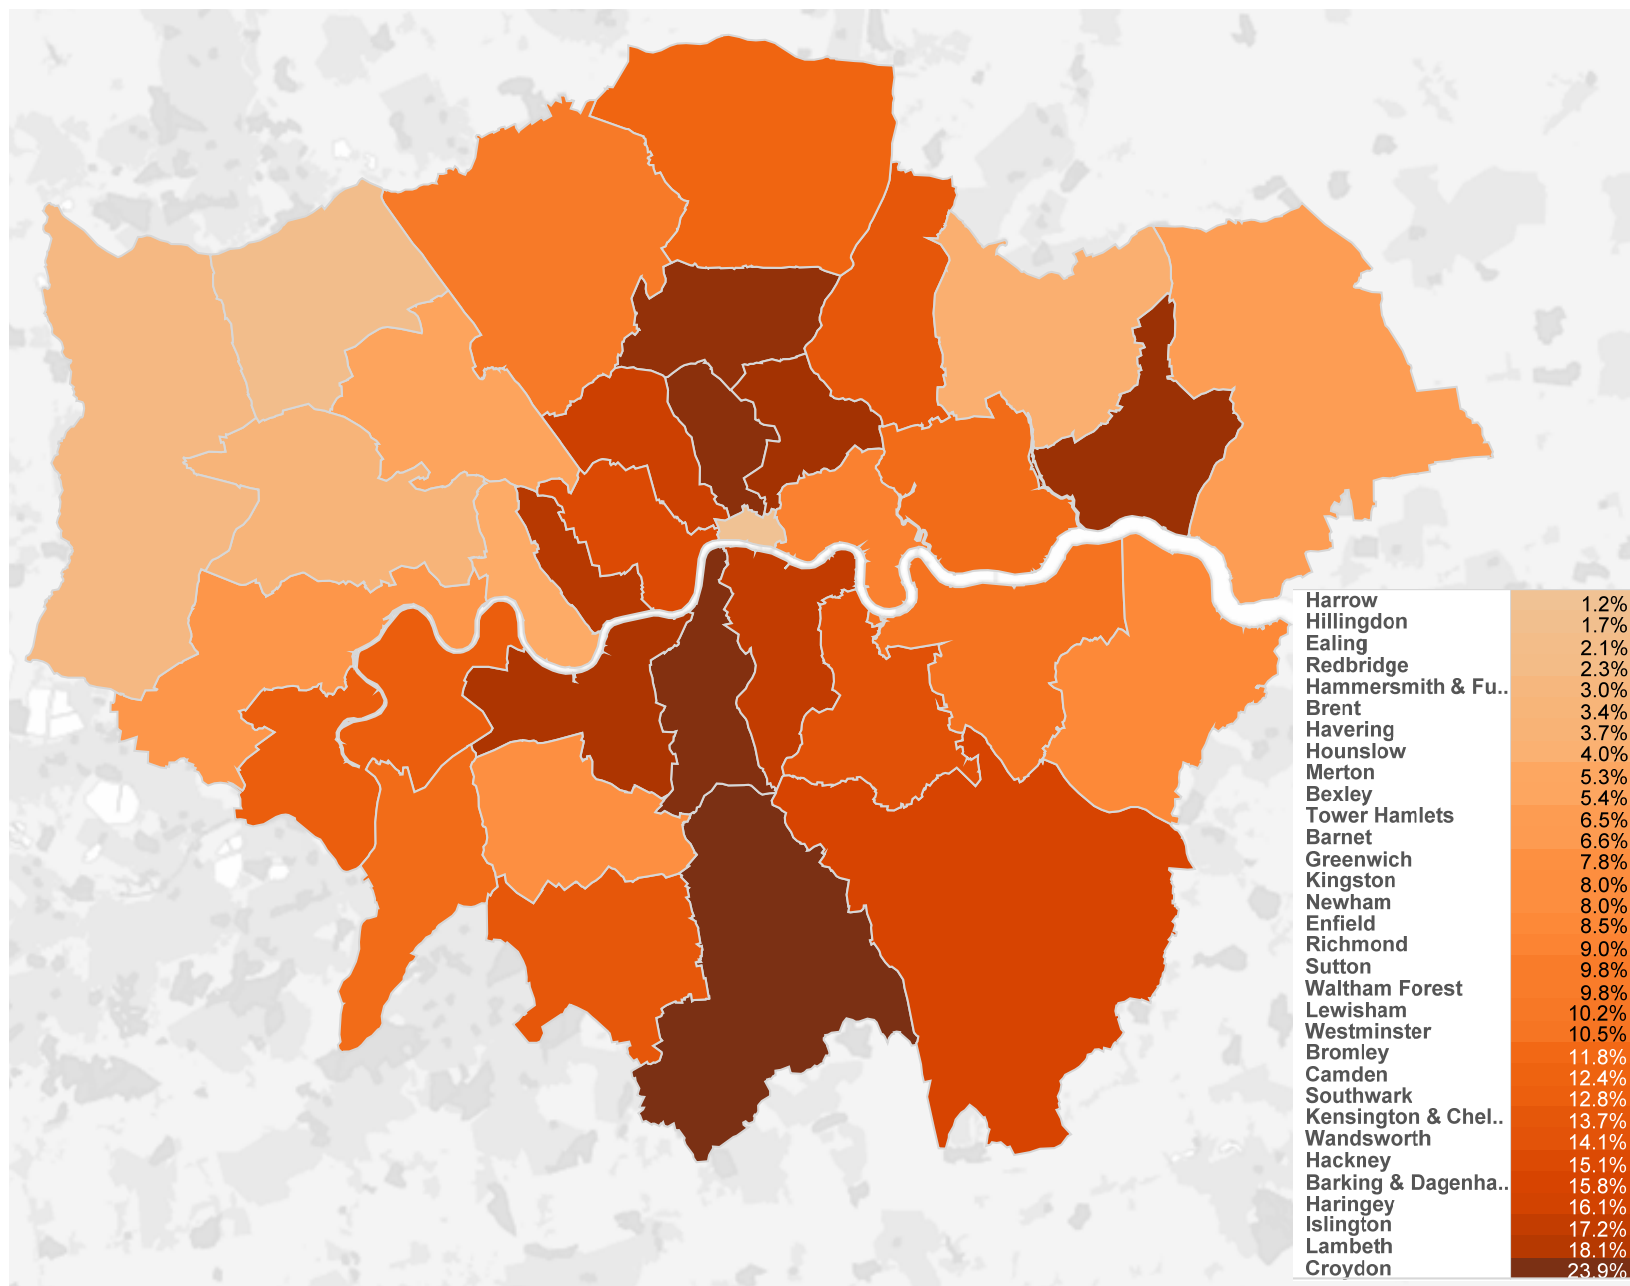 Harrow 1.2%
Hillingdon 1.7%
Ealing 2.1%
Redbridge 2.3%
Hammersmith & Fu.. 3.0%
Brent 3.4%
Havering 3.7%
Hounslow 4.0%
Merton 5.3%
Bexley 5.4%
Tower Hamlets 6.5%
Barnet 6.6%
Greenwich 7.8%
Kingston 8.0%
Newham 8.0%
Enfield 8.5%
Richmond 9.0%
Sutton 9.8%
Waltham Forest 9.8%
Lewisham 10.2%
Westminster 10.5%
Bromley 11.8%
Camden 12.4%
Southwark 12.8%
Kensington & Chel.. 13.7%
Wandsworth 14.1%
Hackney 15.1%
Barking & Dagenha.. 15.8%
Haringey 16.1%
Islington 17.2%
Lambeth 18.1%
Croydon 23.9%